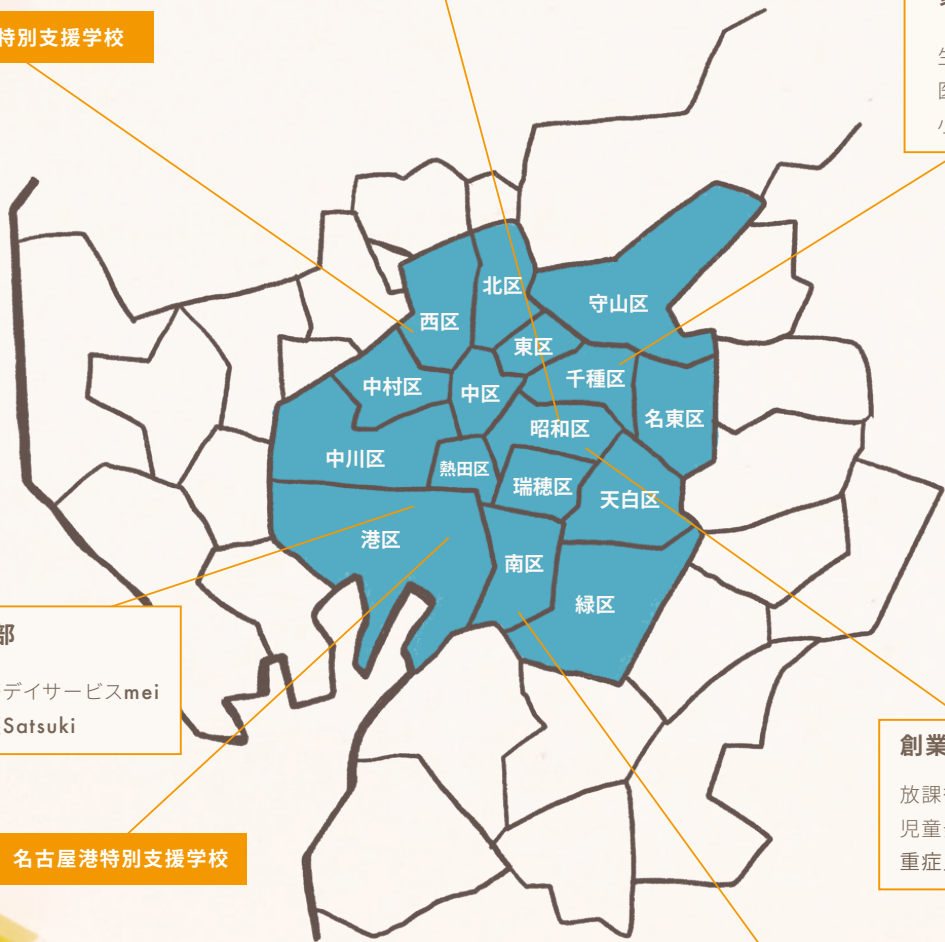 特別支援学校
北区
守山区
西区
東区
千種区
中村区
中区
名東区
昭和区
中川区
熱田区
瑞穂区
天白区
港区
南区
緑区
部
デイサービスmei
Satsuki
創業
放課
児童
重症
名古屋港特別支援学校